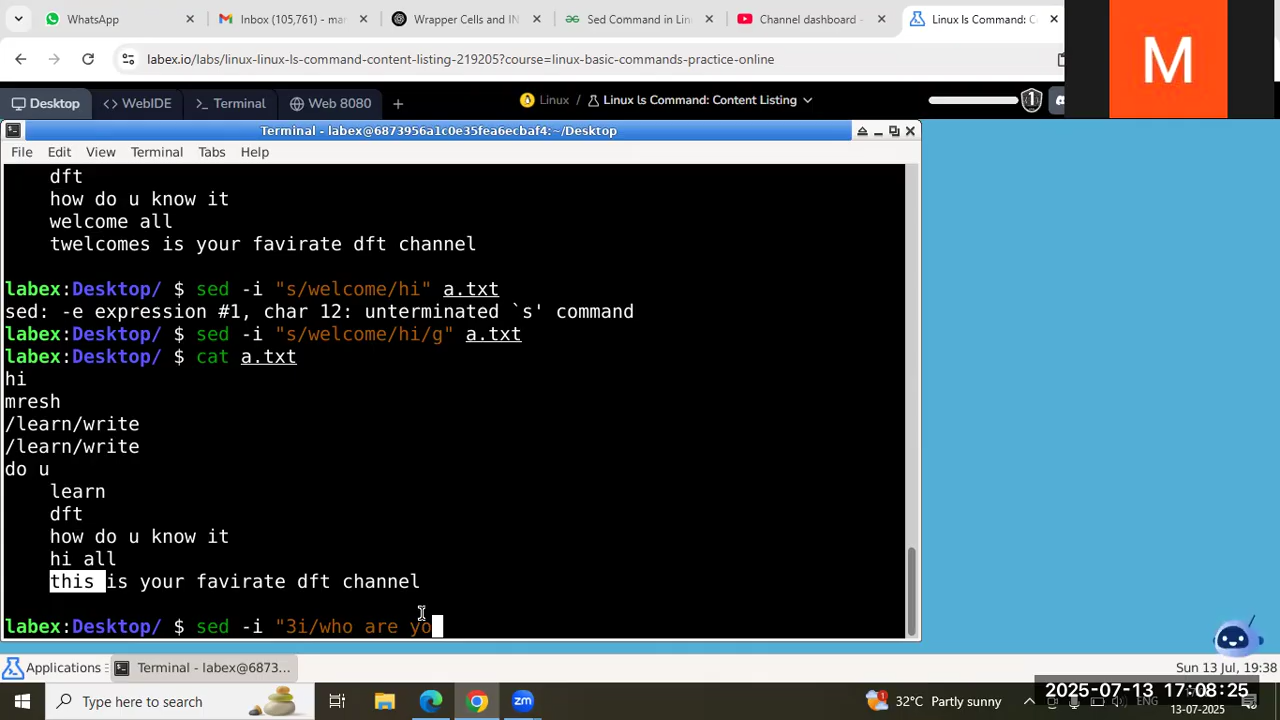 WhatsApp
Inbox (105,761) - mar
Wrapper Cells and IN
Sed Command in Lin
Channel dashboard -
Linux ls Command: C
labex.io/labs/linux-linux-ls-command-content-listing-219205?course=linux-basic-commands-practice-online
M
Desktop
<> WebIDE
>_ Terminal
Web 8080
+
Linux / Linux ls Command: Content Listing
1
Terminal - labex@6873956a1c0e35fea6ecbaf4:~/Desktop
File Edit View Terminal Tabs Help
dft
how do u know it
welcome all
twelcomes is your favirate dft channel
labex:Desktop/ $ sed -i "s/welcome/hi" a.txt
sed: -e expression #1, char 12: unterminated `s' command
labex:Desktop/ $ sed -i "s/welcome/hi/g" a.txt
labex:Desktop/ $ cat a.txt
hi
mresh
/learn/write
/learn/write
do u
learn
dft
how do u know it
hi all
this is your favirate dft channel
labex:Desktop/ $ sed -i "3i/who are yo
Applications
Terminal - labex@6873...
Sun 13 Jul, 19:38
Type here to search
zm
1
32°C Partly sunny
ENG
2025-07-13 17:08:25
13-07-2025